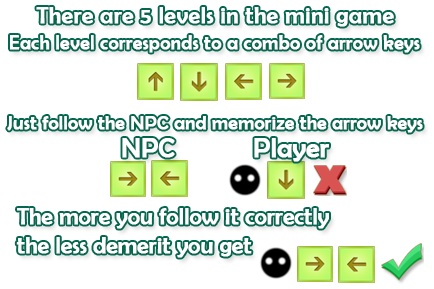 There are 5 levels in the mini game
Each level corresponds to a combo of arrow keys
↑ ↓ ← →
Just follow the NPC and memorize the arrow keys
NPC Player
→ ← ↓ X
The more you follow it correctly
the less demerit you get
→ ← ✓